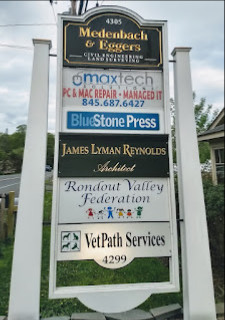 4305
Medenbach
& Eggers
CIVIL ENGINEERING
LAND SURVEYING
maxtech
PC & MAC REPAIR • MANAGED IT
845.687.6427
BlueStone Press
James Lyman Reynolds
Architect
Rondout Valley
Federation
VetPath Services
4299